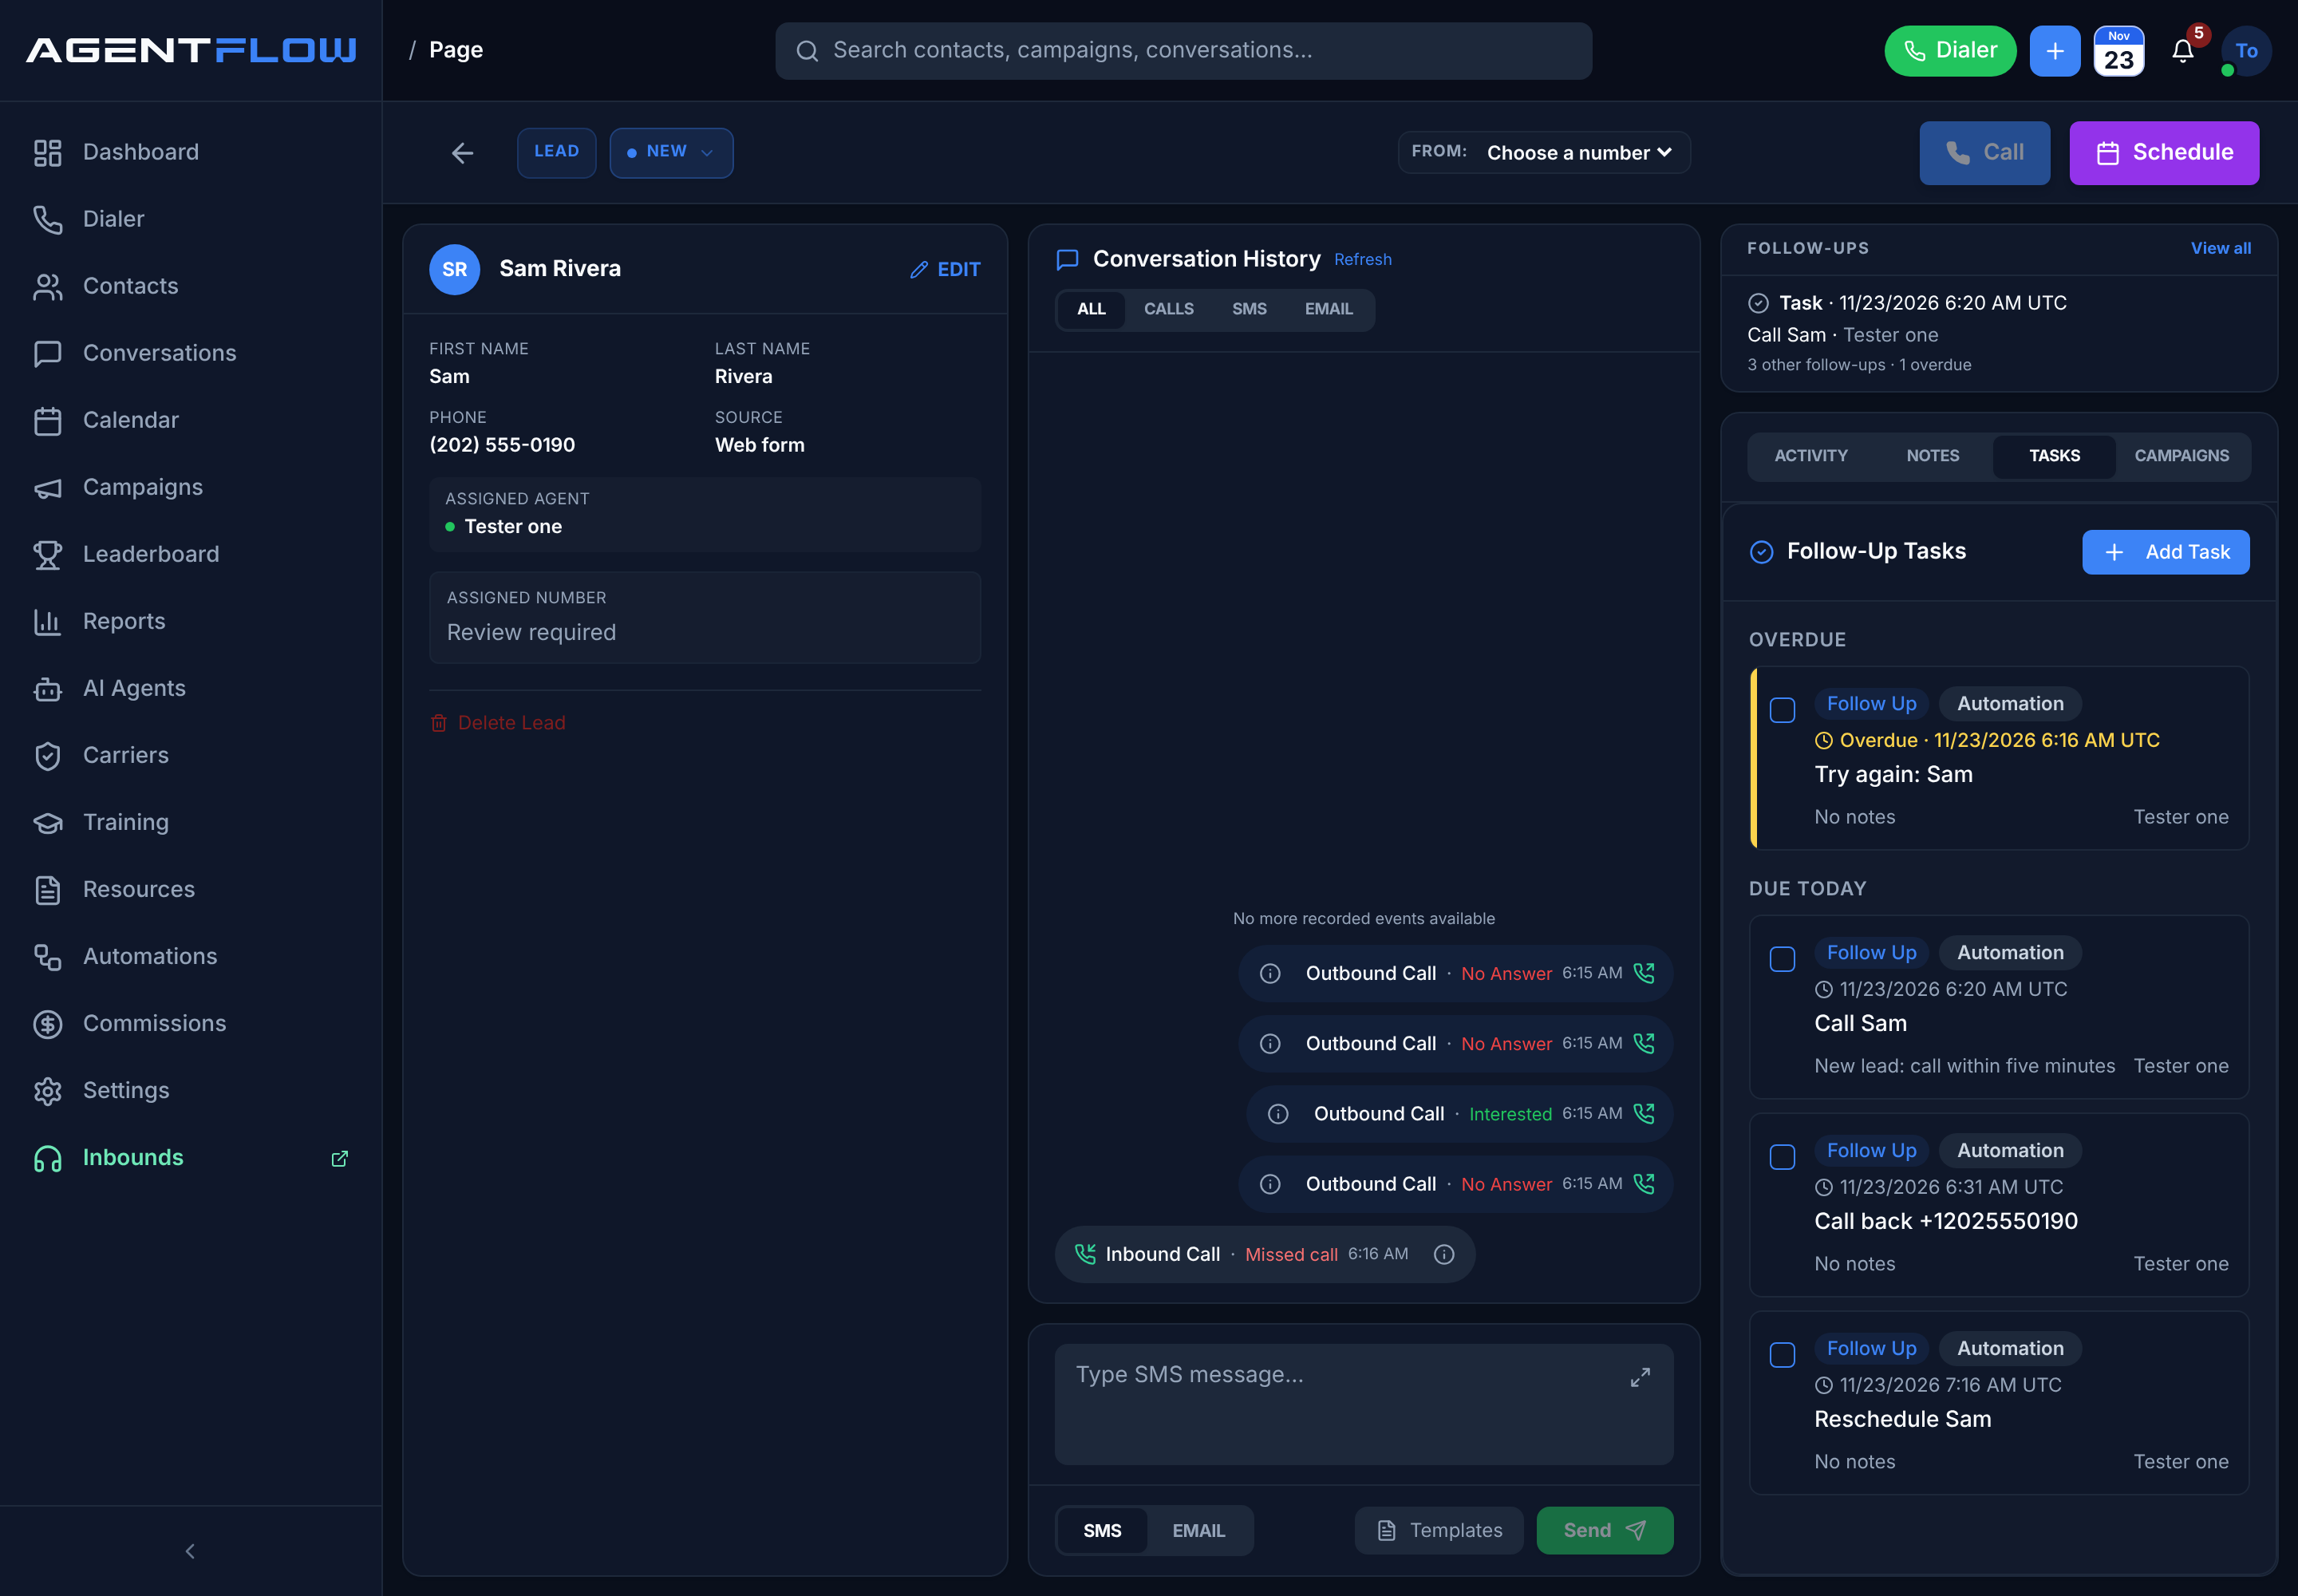 AGENTFLOW
/ Page
Search contacts, campaigns, conversations...
Dialer
Nov
23
5
To
Dashboard
Dialer
Contacts
Conversations
Calendar
Campaigns
Leaderboard
Reports
AI Agents
Carriers
Training
Resources
Automations
Commissions
Settings
Inbounds
LEAD
NEW
FROM: Choose a number
Call
Schedule
SR
Sam Rivera
EDIT
FIRST NAME
Sam
LAST NAME
Rivera
PHONE
(202) 555-0190
SOURCE
Web form
ASSIGNED AGENT
Tester one
ASSIGNED NUMBER
Review required
Delete Lead
Conversation History Refresh
ALL CALLS SMS EMAIL
No more recorded events available
Outbound Call · No Answer 6:15 AM
Outbound Call · No Answer 6:15 AM
Outbound Call · Interested 6:15 AM
Outbound Call · No Answer 6:15 AM
Inbound Call · Missed call 6:16 AM
Type SMS message...
SMS EMAIL
Templates
Send
FOLLOW-UPS View all
Task · 11/23/2026 6:20 AM UTC
Call Sam · Tester one
3 other follow-ups · 1 overdue
ACTIVITY NOTES TASKS CAMPAIGNS
Follow-Up Tasks
Add Task
OVERDUE
Follow Up Automation
Overdue · 11/23/2026 6:16 AM UTC
Try again: Sam
No notes Tester one
DUE TODAY
Follow Up Automation
11/23/2026 6:20 AM UTC
Call Sam
New lead: call within five minutes Tester one
Follow Up Automation
11/23/2026 6:31 AM UTC
Call back +12025550190
No notes Tester one
Follow Up Automation
11/23/2026 7:16 AM UTC
Reschedule Sam
No notes Tester one